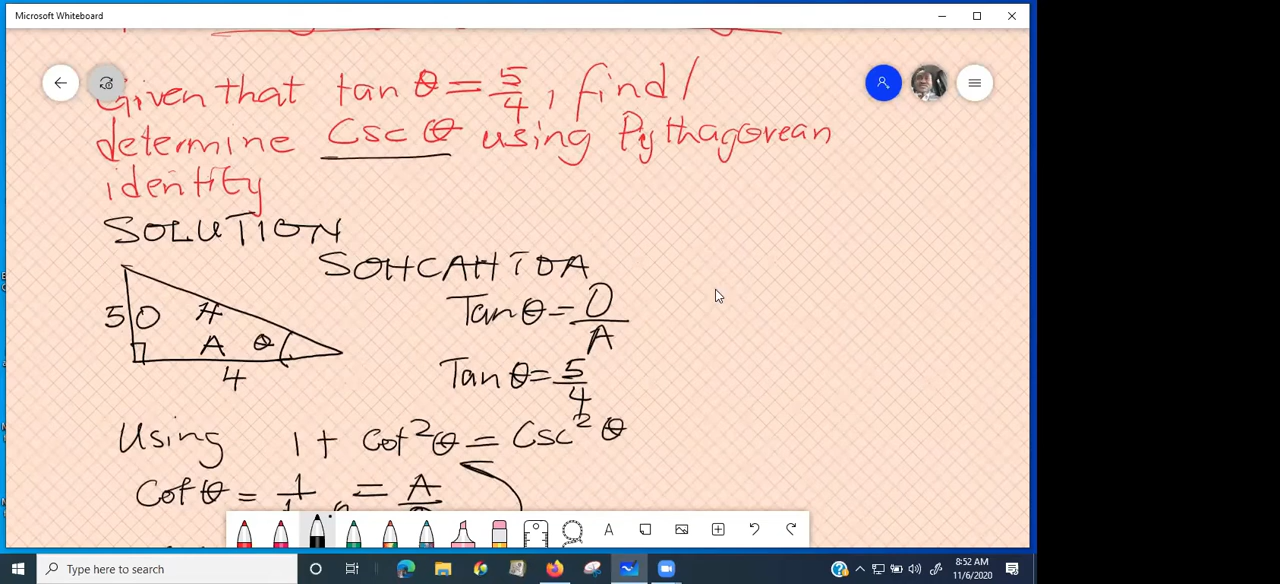 Microsoft Whiteboard
Given that tan θ = 5/4, find/
determine Csc θ using Pythagorean
identity
SOLUTION
SOHCAHTOA
5 O H
A θ
4
Tan θ = O/A
Tan θ = 5/4
Using 1 + Cot²θ = Csc²θ
Cot θ = 1 = A
A
Type here to search
8:52 AM
11/6/2020